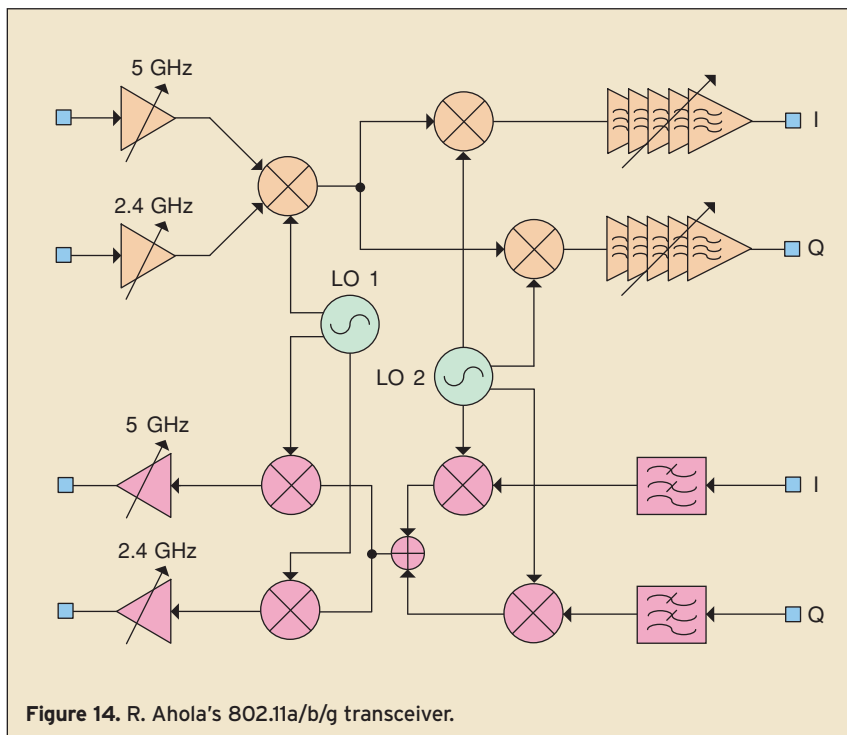 5 GHz
I
2.4 GHz
Q
LO 1
LO 2
5 GHz
I
2.4 GHz
Q
Figure 14. R. Ahola's 802.11a/b/g transceiver.